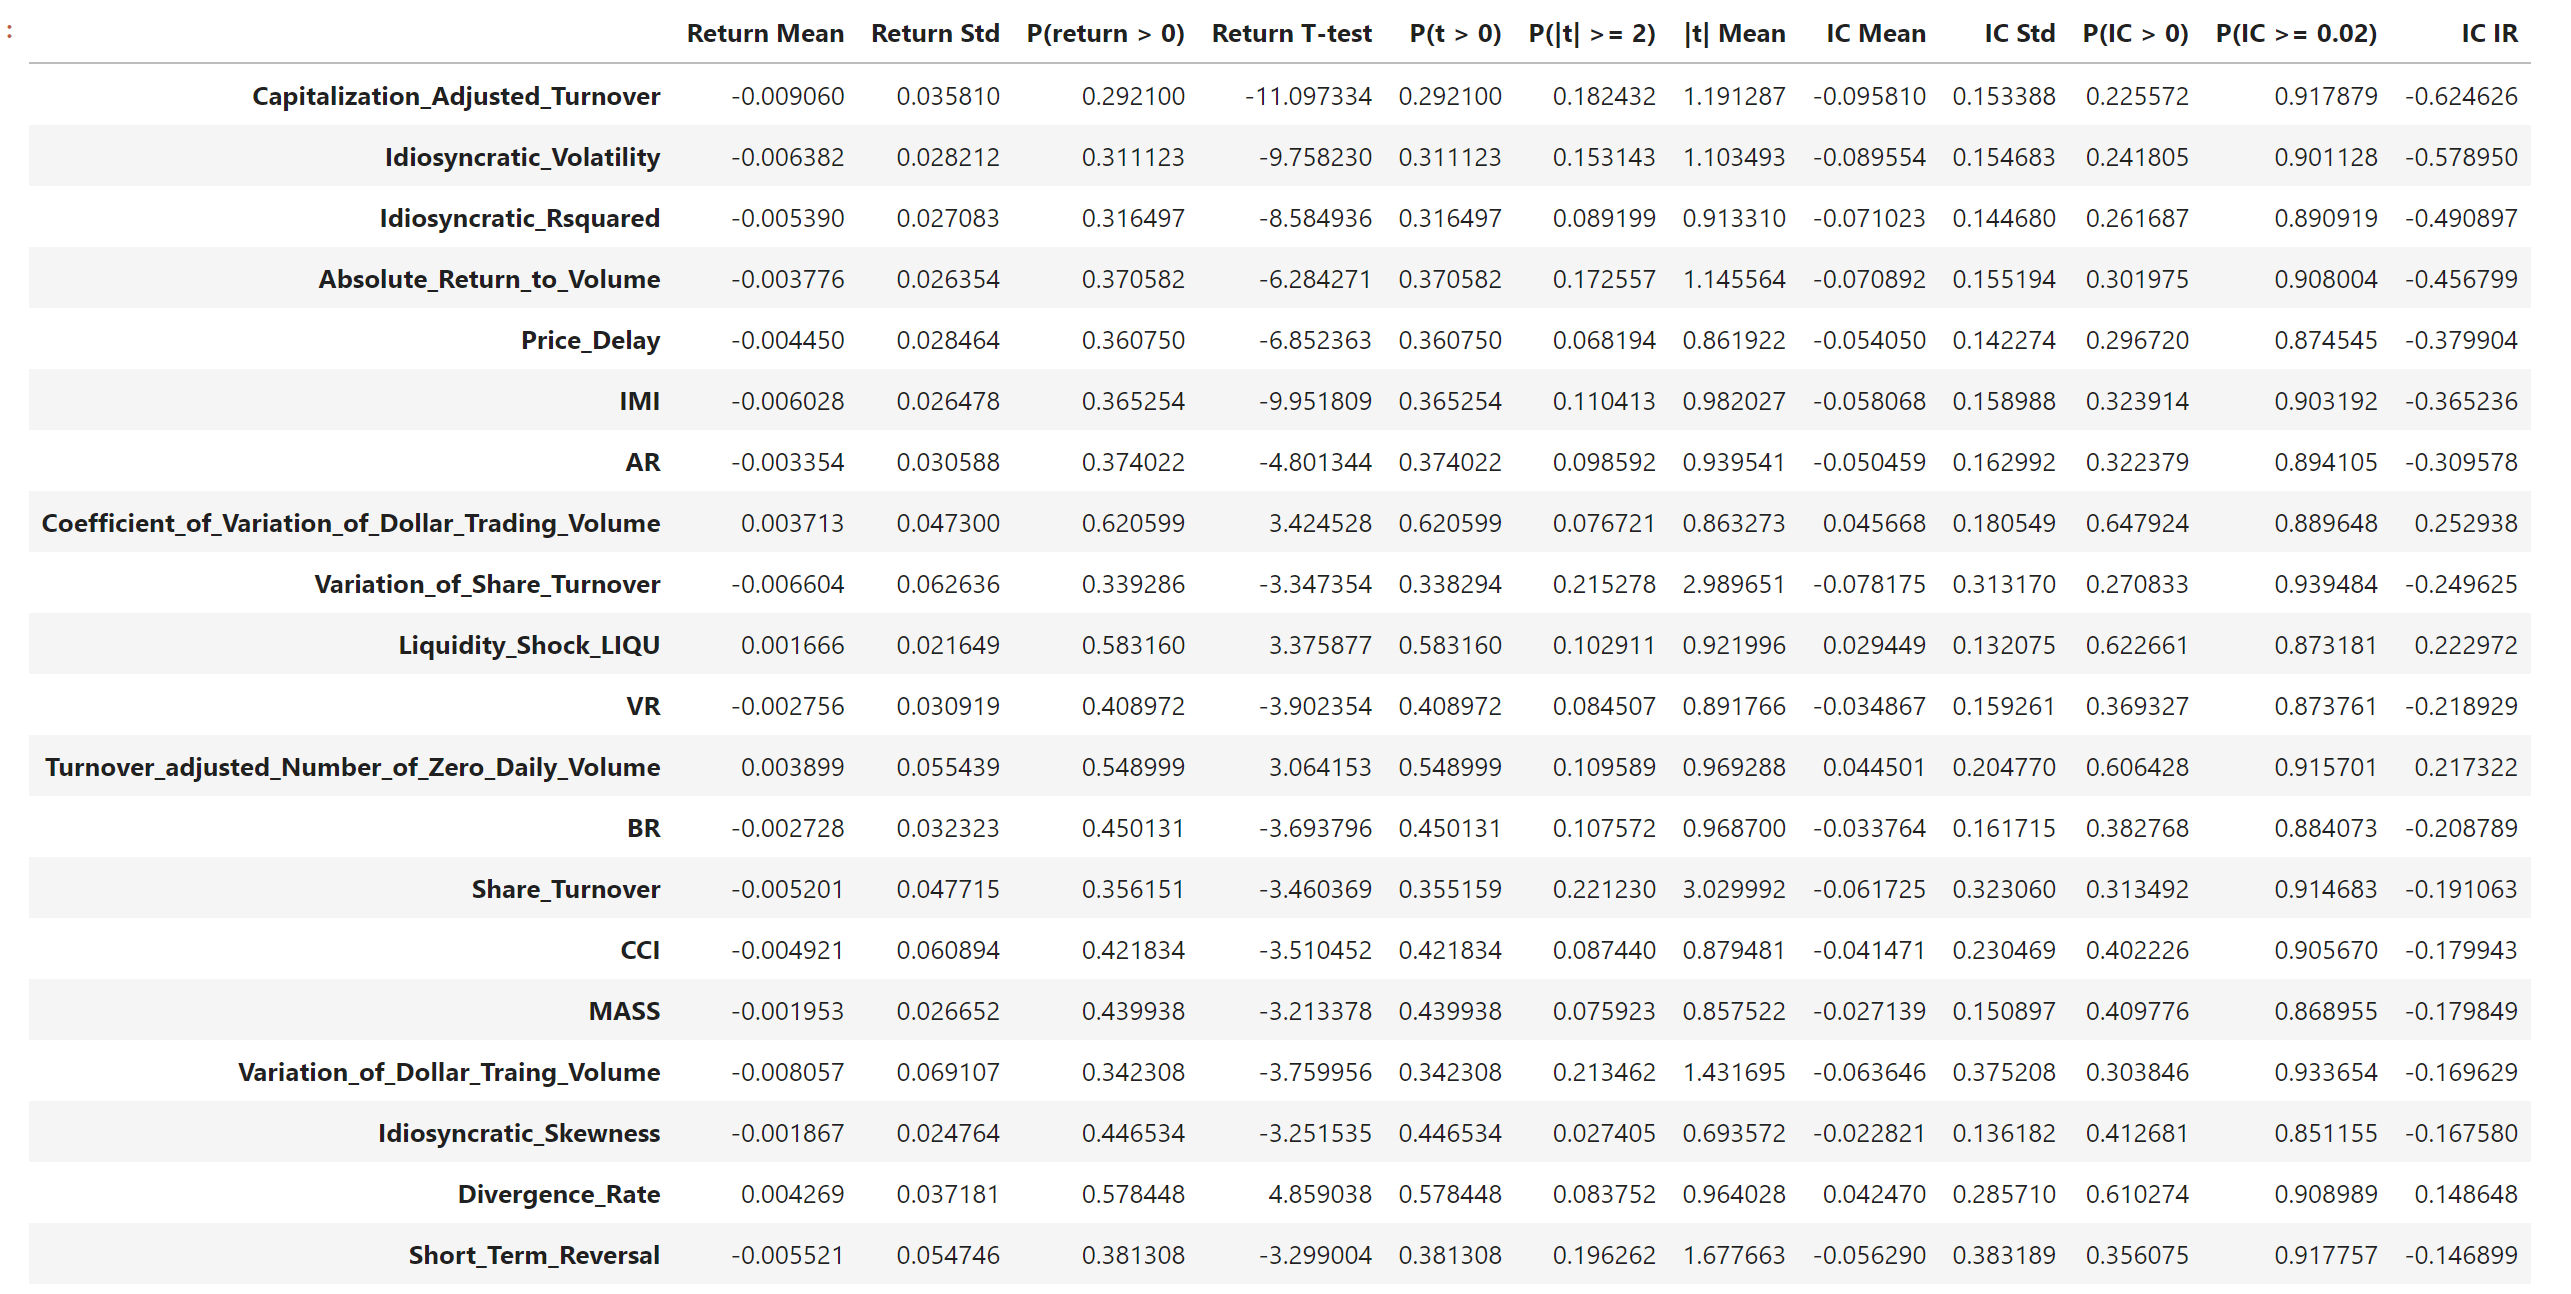 :
Return Mean Return Std P(return > 0) Return T-test P(t > 0) P(|t| >= 2) |t| Mean IC Mean IC Std P(IC > 0) P(IC >= 0.02) IC IR
Capitalization_Adjusted_Turnover -0.009060 0.035810 0.292100 -11.097334 0.292100 0.182432 1.191287 -0.095810 0.153388 0.225572 0.917879 -0.624626
Idiosyncratic_Volatility -0.006382 0.028212 0.311123 -9.758230 0.311123 0.153143 1.103493 -0.089554 0.154683 0.241805 0.901128 -0.578950
Idiosyncratic_Rsquared -0.005390 0.027083 0.316497 -8.584936 0.316497 0.089199 0.913310 -0.071023 0.144680 0.261687 0.890919 -0.490897
Absolute_Return_to_Volume -0.003776 0.026354 0.370582 -6.284271 0.370582 0.172557 1.145564 -0.070892 0.155194 0.301975 0.908004 -0.456799
Price_Delay -0.004450 0.028464 0.360750 -6.852363 0.360750 0.068194 0.861922 -0.054050 0.142274 0.296720 0.874545 -0.379904
IMI -0.006028 0.026478 0.365254 -9.951809 0.365254 0.110413 0.982027 -0.058068 0.158988 0.323914 0.903192 -0.365236
AR -0.003354 0.030588 0.374022 -4.801344 0.374022 0.098592 0.939541 -0.050459 0.162992 0.322379 0.894105 -0.309578
Coefficient_of_Variation_of_Dollar_Trading_Volume 0.003713 0.047300 0.620599 3.424528 0.620599 0.076721 0.863273 0.045668 0.180549 0.647924 0.889648 0.252938
Variation_of_Share_Turnover -0.006604 0.062636 0.339286 -3.347354 0.338294 0.215278 2.989651 -0.078175 0.313170 0.270833 0.939484 -0.249625
Liquidity_Shock_LIQU 0.001666 0.021649 0.583160 3.375877 0.583160 0.102911 0.921996 0.029449 0.132075 0.622661 0.873181 0.222972
VR -0.002756 0.030919 0.408972 -3.902354 0.408972 0.084507 0.891766 -0.034867 0.159261 0.369327 0.873761 -0.218929
Turnover_adjusted_Number_of_Zero_Daily_Volume 0.003899 0.055439 0.548999 3.064153 0.548999 0.109589 0.969288 0.044501 0.204770 0.606428 0.915701 0.217322
BR -0.002728 0.032323 0.450131 -3.693796 0.450131 0.107572 0.968700 -0.033764 0.161715 0.382768 0.884073 -0.208789
Share_Turnover -0.005201 0.047715 0.356151 -3.460369 0.355159 0.221230 3.029992 -0.061725 0.323060 0.313492 0.914683 -0.191063
CCI -0.004921 0.060894 0.421834 -3.510452 0.421834 0.087440 0.879481 -0.041471 0.230469 0.402226 0.905670 -0.179943
MASS -0.001953 0.026652 0.439938 -3.213378 0.439938 0.075923 0.857522 -0.027139 0.150897 0.409776 0.868955 -0.179849
Variation_of_Dollar_Traing_Volume -0.008057 0.069107 0.342308 -3.759956 0.342308 0.213462 1.431695 -0.063646 0.375208 0.303846 0.933654 -0.169629
Idiosyncratic_Skewness -0.001867 0.024764 0.446534 -3.251535 0.446534 0.027405 0.693572 -0.022821 0.136182 0.412681 0.851155 -0.167580
Divergence_Rate 0.004269 0.037181 0.578448 4.859038 0.578448 0.083752 0.964028 0.042470 0.285710 0.610274 0.908989 0.148648
Short_Term_Reversal -0.005521 0.054746 0.381308 -3.299004 0.381308 0.196262 1.677663 -0.056290 0.383189 0.356075 0.917757 -0.146899